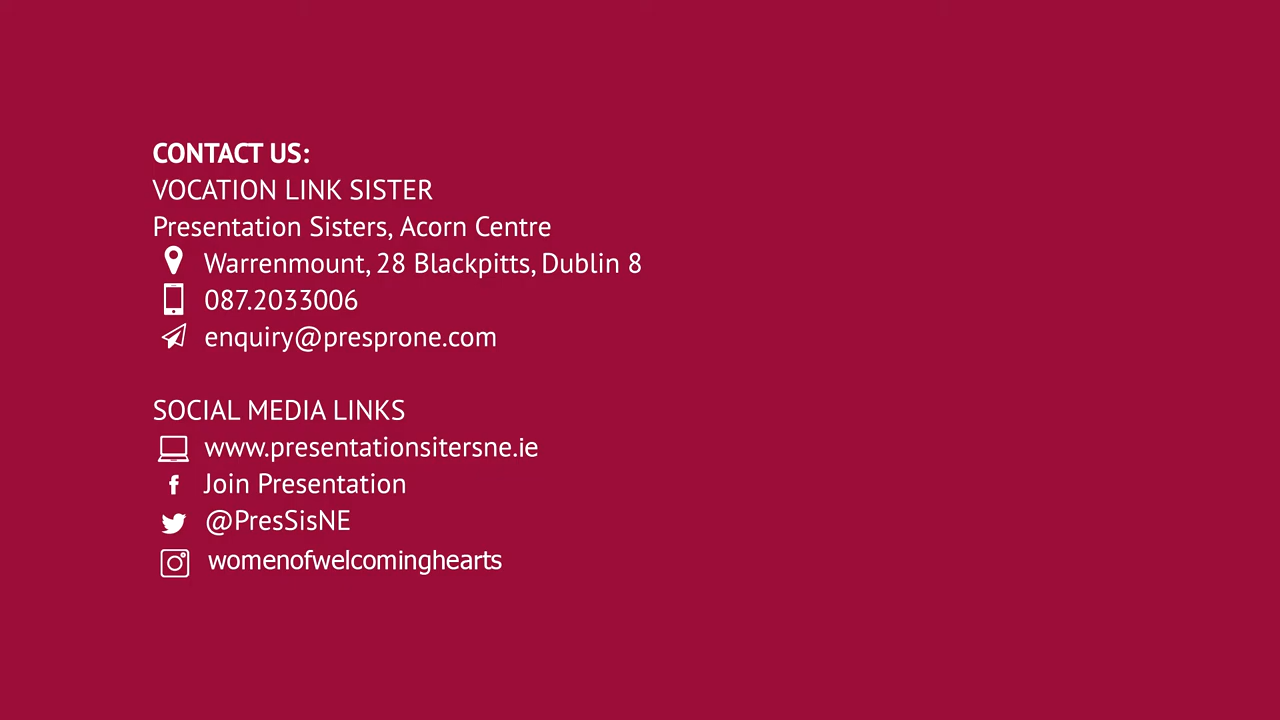 CONTACT US:
VOCATION LINK SISTER
Presentation Sisters, Acorn Centre
Warrenmount, 28 Blackpitts, Dublin 8
087.2033006
enquiry@presprone.com
SOCIAL MEDIA LINKS
www.presentationsitersne.ie
Join Presentation
@PresSisNE
womenofwelcominghearts